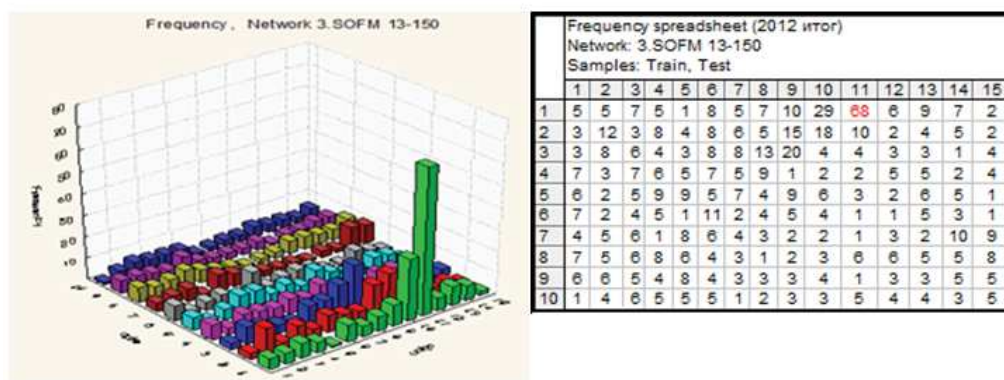 Frequency, Network 3.SOFM 13-150
Frequency spreadsheet (2012 итог)
Network: 3.SOFM 13-150
Samples: Train, Test
1 2 3 4 5 6 7 8 9 10 11 12 13 14 15
1 5 5 7 5 1 8 5 7 10 29 68 6 9 7 2
2 3 12 3 8 4 8 6 5 15 18 10 2 4 5 2
3 3 8 6 4 3 8 8 13 20 4 4 3 3 1 4
4 7 3 7 6 5 7 5 9 1 2 2 5 5 2 4
5 6 2 5 9 9 5 7 4 9 6 3 2 6 5 1
6 7 2 4 5 1 11 2 4 5 4 1 1 5 3 1
7 4 5 6 1 8 6 4 3 2 2 1 3 2 10 9
8 7 5 6 8 6 4 3 1 2 3 6 6 5 5 8
9 6 6 5 4 8 4 3 3 3 4 1 3 3 5 5
10 1 4 6 5 5 5 1 2 3 3 5 4 4 3 5